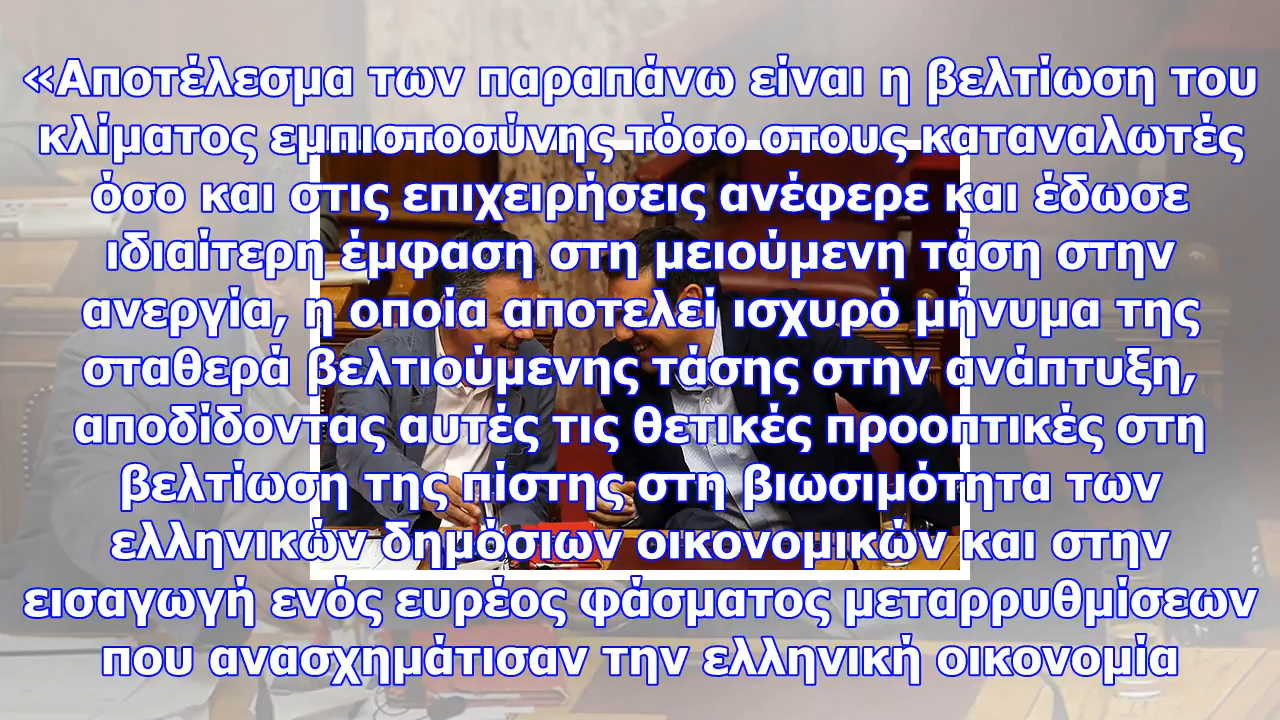 «Αποτέλεσμα των παραπάνω είναι η βελτίωση του
κλίματος εμπιστοσύνης τόσο στους καταναλωτές
όσο και στις επιχειρήσεις ανέφερε και έδωσε
ιδιαίτερη έμφαση στη μειούμενη τάση στην
ανεργία, η οποία αποτελεί ισχυρό μήνυμα της
σταθερά βελτιούμενης τάσης στην ανάπτυξη,
αποδίδοντας αυτές τις θετικές προοπτικές στη
βελτίωση της πίστης στη βιωσιμότητα των
ελληνικών δημόσιων οικονομικών και στην
εισαγωγή ενός ευρέος φάσματος μεταρρυθμίσεων
που ανασχημάτισαν την ελληνική οικονομία